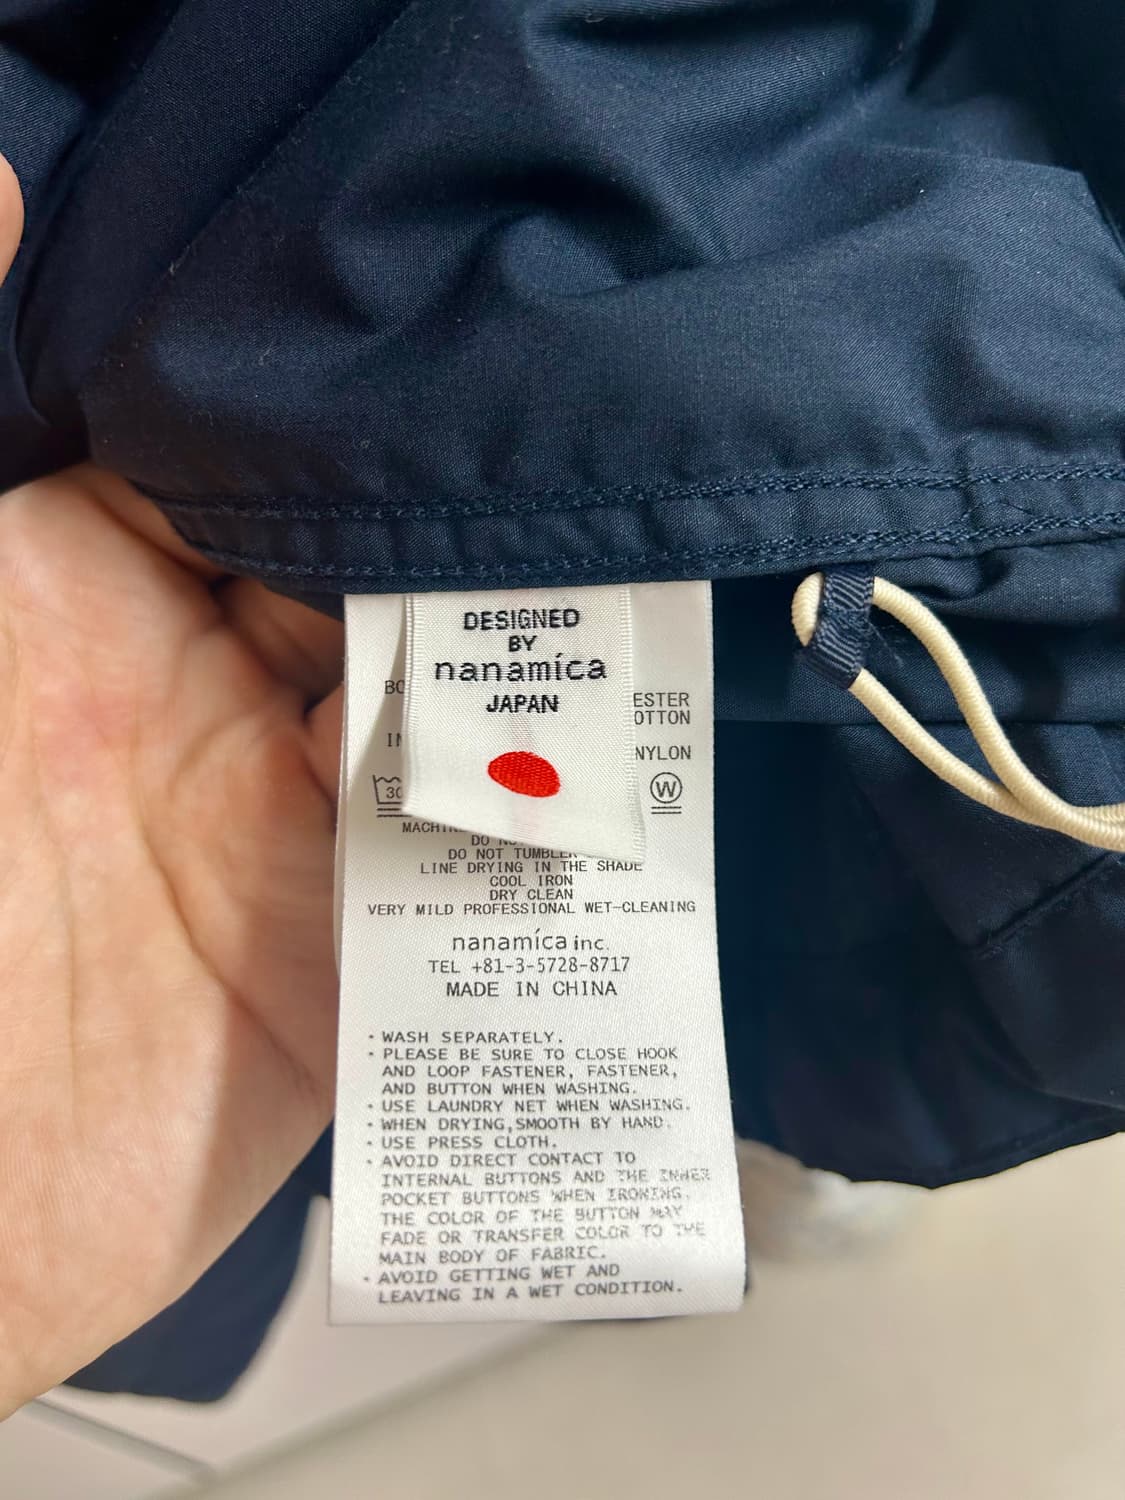 DESIGNED
BY
nanamíca
JAPAN
NYLON
30
W
DO NOT TUMBLE
LINE DRYING IN THE SHADE
COOL IRON
DRY CLEAN
VERY MILD PROFESSIONAL WET-CLEANING
nanamíca inc.
TEL +81-3-5728-8717
MADE IN CHINA
・WASH SEPARATELY.
・PLEASE BE SURE TO CLOSE HOOK
AND LOOP FASTENER, FASTENER,
AND BUTTON WHEN WASHING.
・USE LAUNDRY NET WHEN WASHING.
・WHEN DRYING,SMOOTH BY HAND.
・USE PRESS CLOTH.
・AVOID DIRECT CONTACT TO
INTERNAL BUTTONS AND THE INNER
POCKET BUTTONS WHEN IRONING.
THE COLOR OF THE BUTTON MAY
FADE OR TRANSFER COLOR TO THE
MAIN BODY OF FABRIC.
・AVOID GETTING WET AND
LEAVING IN A WET CONDITION.